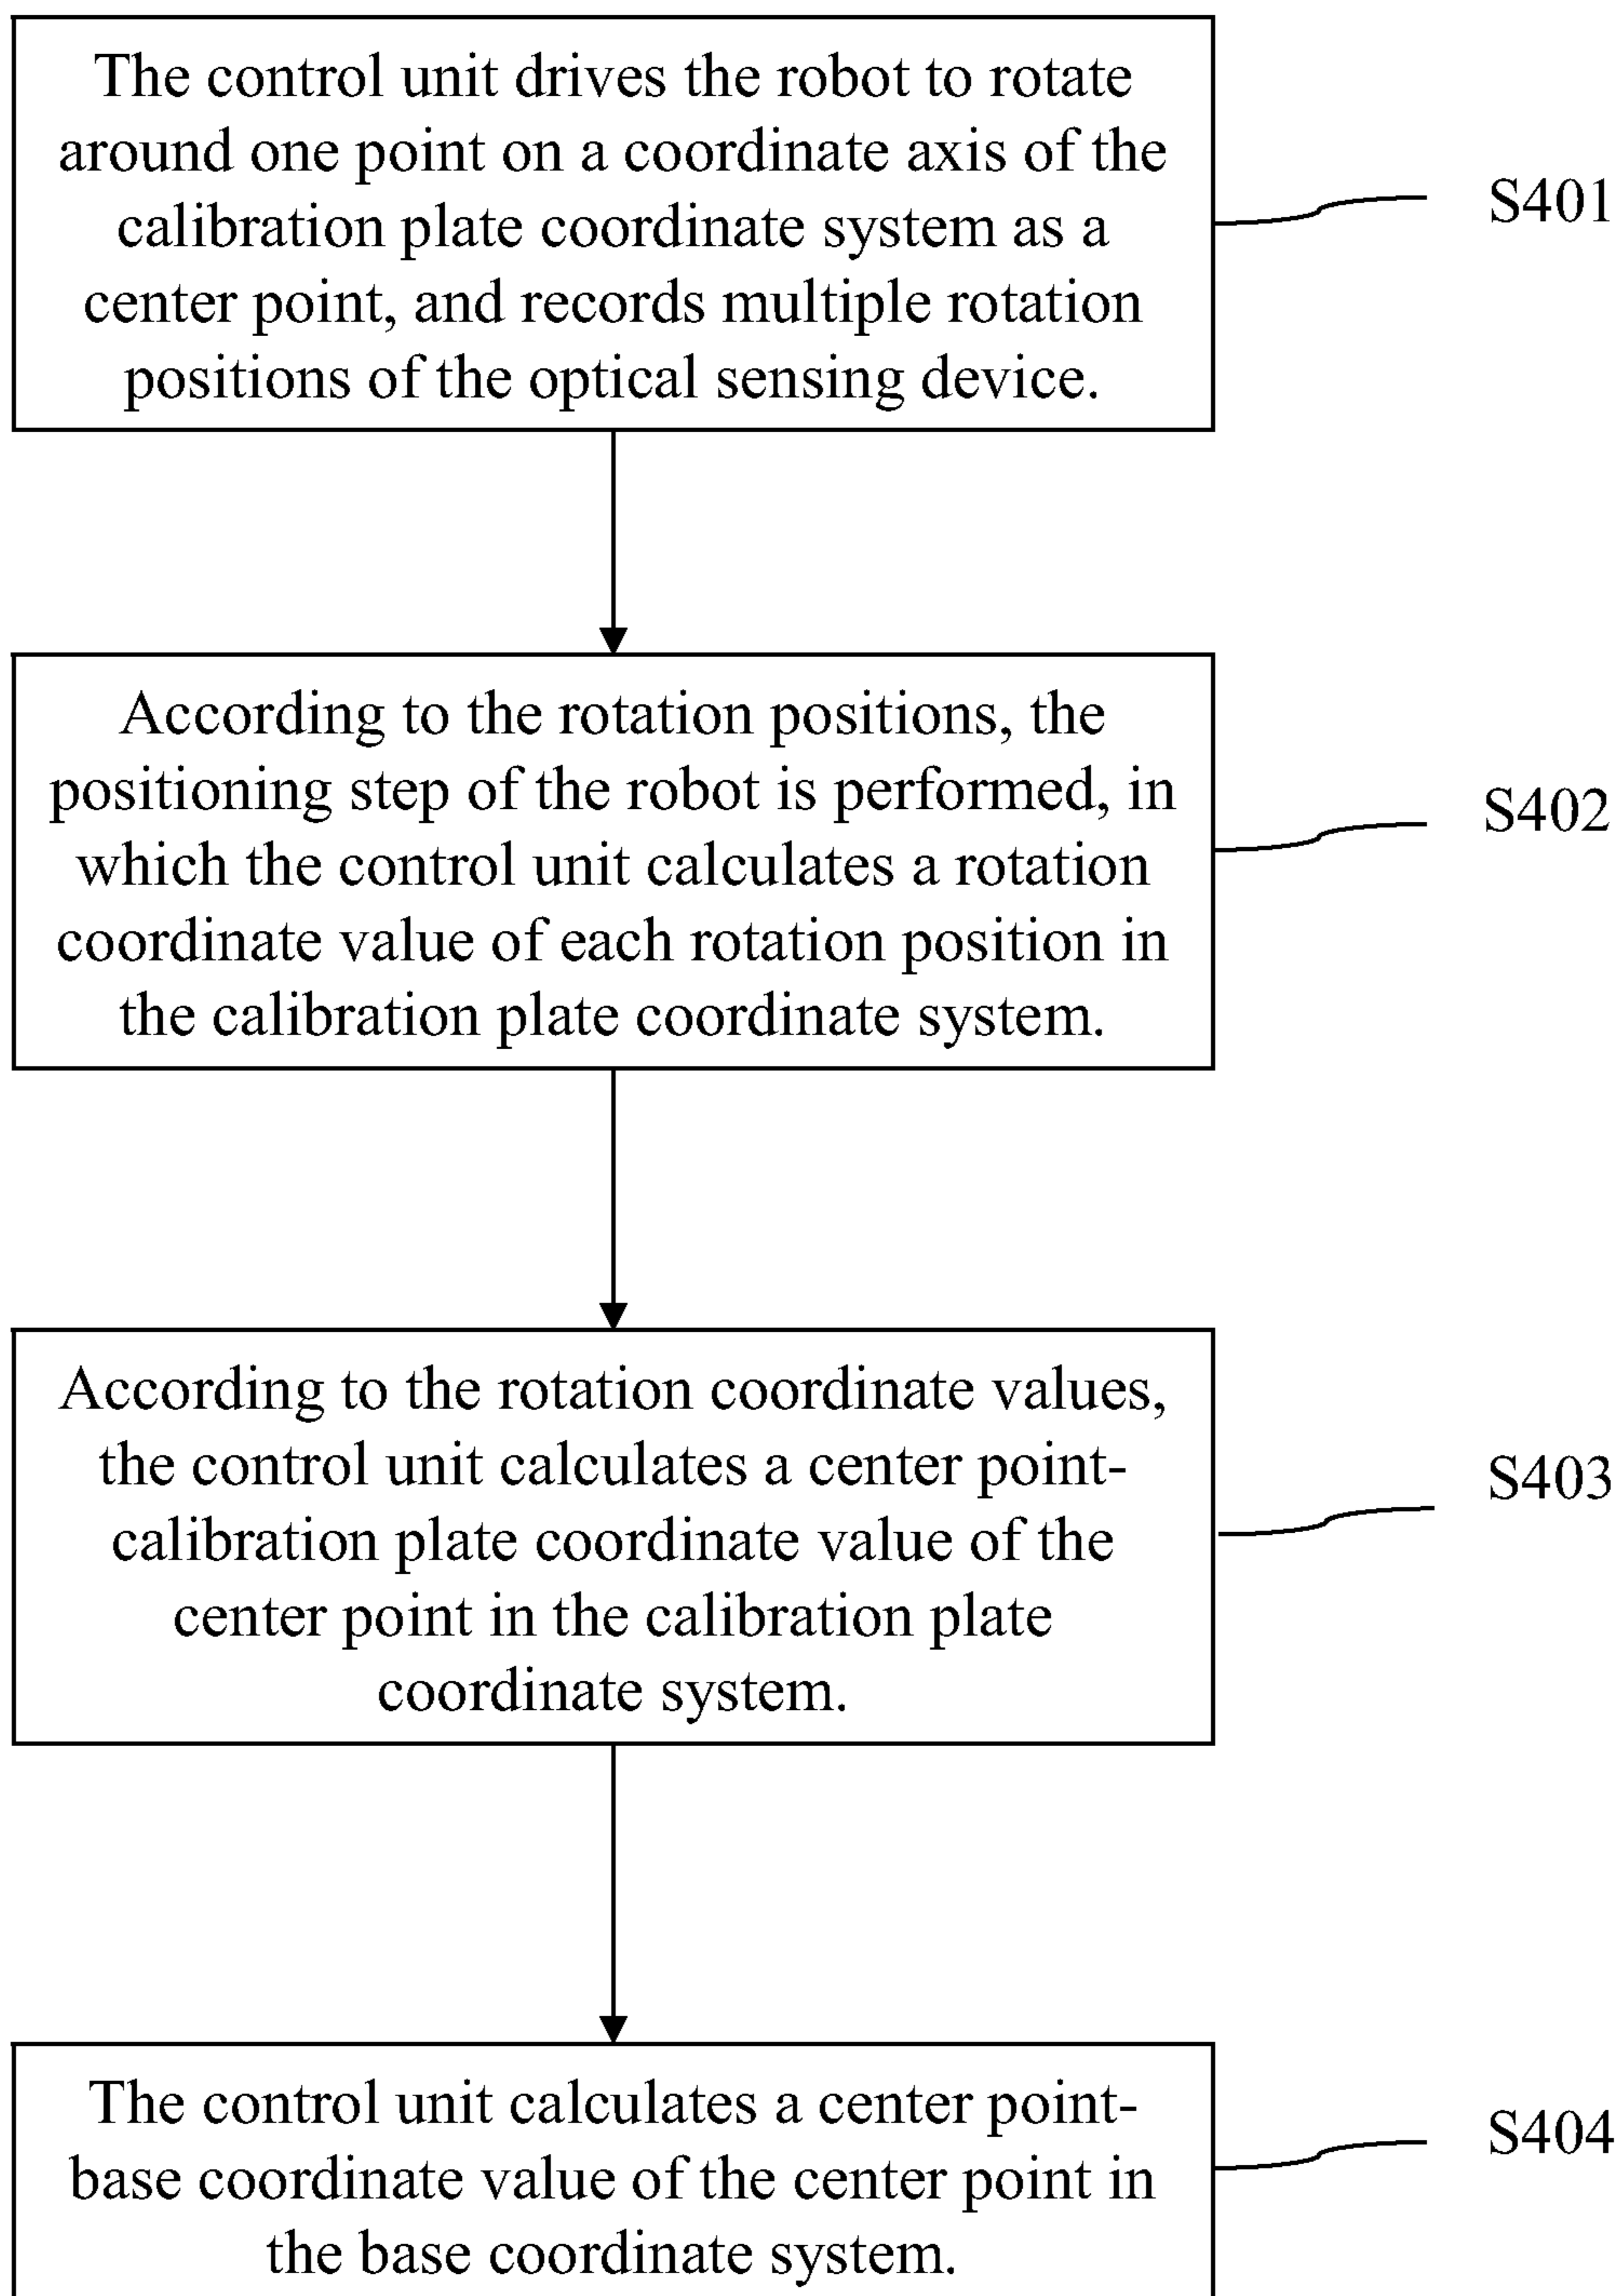 The control unit drives the robot to rotate
around one point on a coordinate axis of the
calibration plate coordinate system as a
center point, and records multiple rotation
positions of the optical sensing device.
S401
According to the rotation positions, the
positioning step of the robot is performed, in
which the control unit calculates a rotation
coordinate value of each rotation position in
the calibration plate coordinate system.
S402
According to the rotation coordinate values,
the control unit calculates a center point-
calibration plate coordinate value of the
center point in the calibration plate
coordinate system.
S403
The control unit calculates a center point-
base coordinate value of the center point in
the base coordinate system.
S404